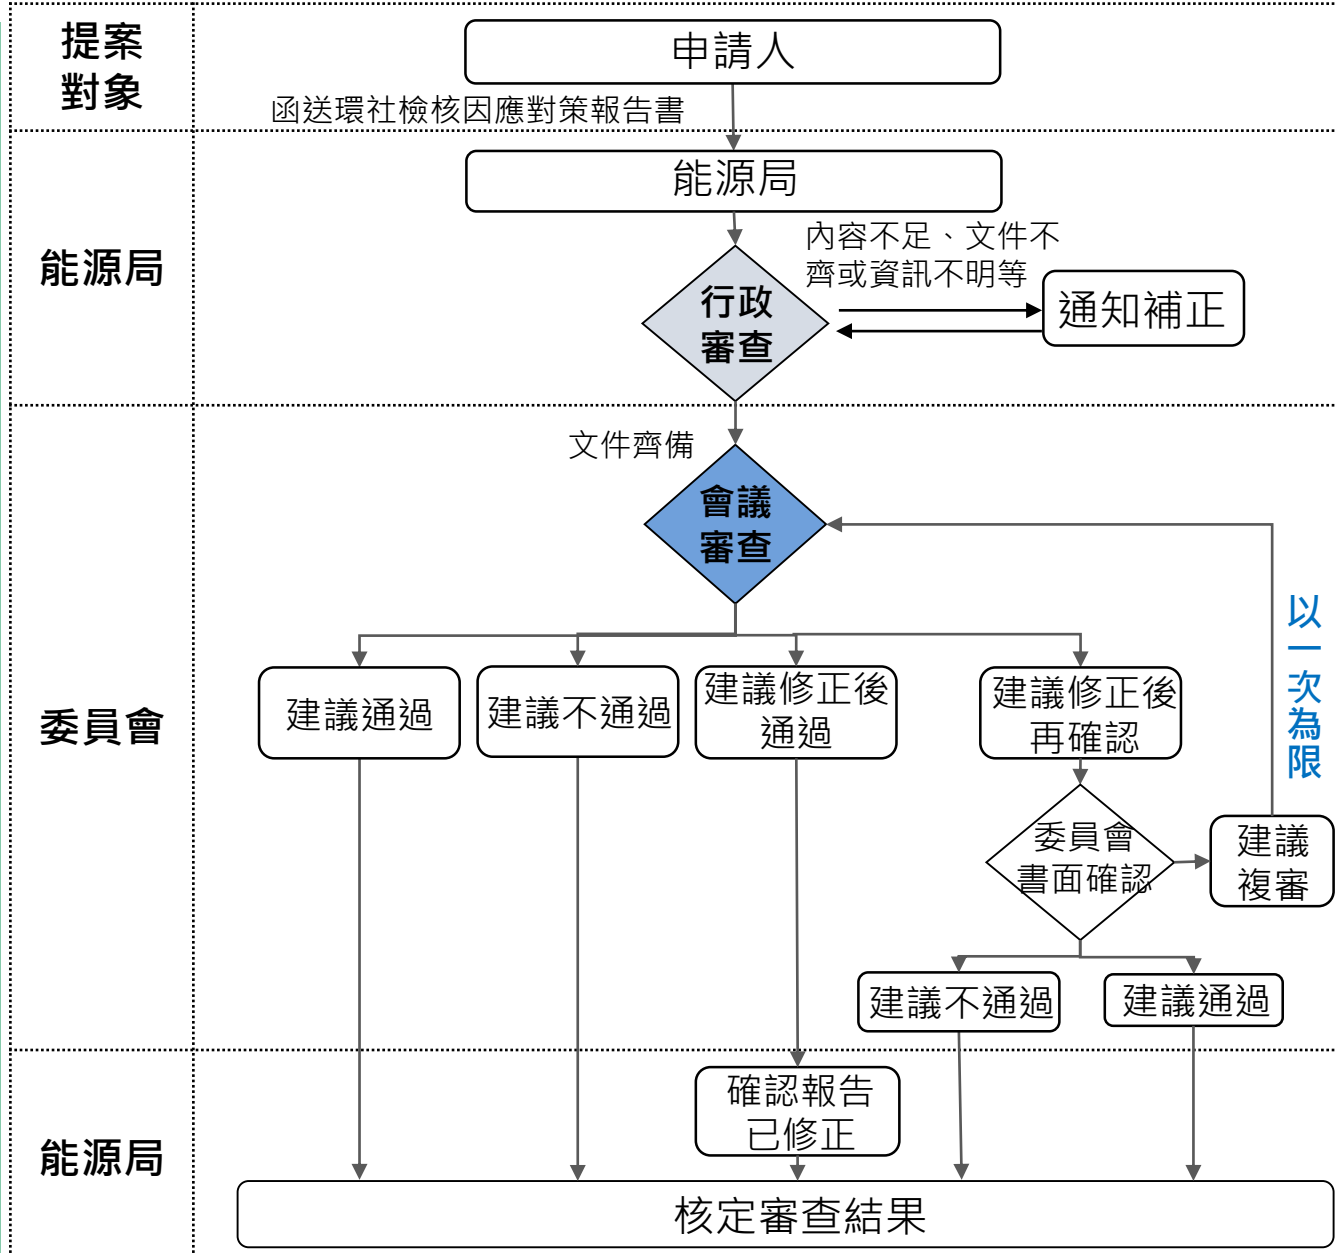 提案
對象
申請人
函送環社檢核因應對策報告書
能源局
能源局
內容不足、文件不
齊或資訊不明等
行政
審查
通知補正
委員會
文件齊備
會議
審查
以一次為限
建議通過
建議不通過
建議修正後
通過
建議修正後
再確認
委員會
書面確認
建議
複審
建議不通過
建議通過
能源局
確認報告
已修正
核定審查結果